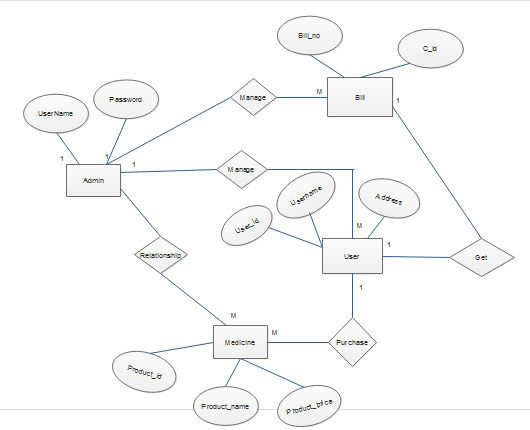 Bill_no
C_id
Password
UserName
Manage
M
Bill
1
1
1
1
Manage
Admin
Username
Address
User_id
M
1
User
Relationship
Get
1
M
M
Medicine
Purchase
Product_id
Product_name
Product_price